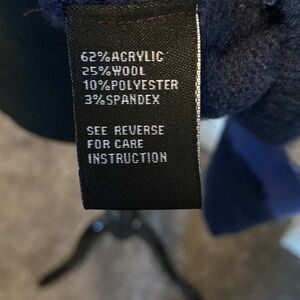 62%ACRYLIC
25%WOOL
10%POLYESTER
3%SPANDEX
SEE REVERSE
FOR CARE
INSTRUCTION